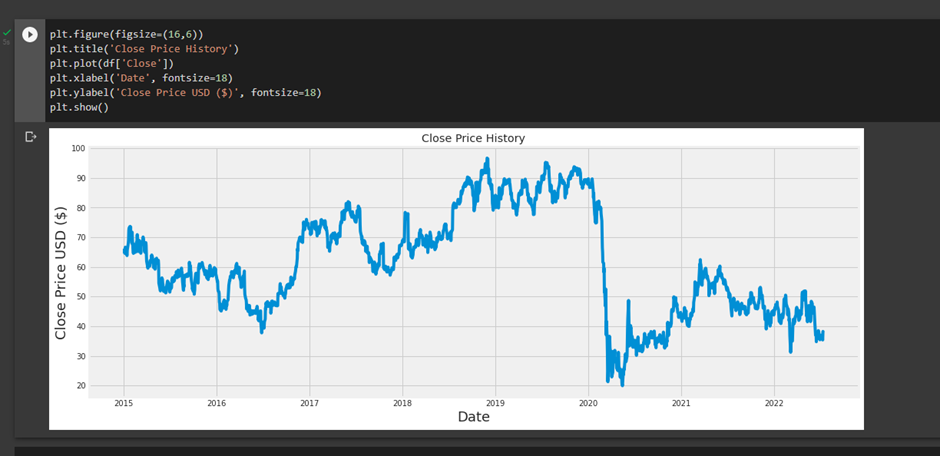 plt.figure(figsize=(16,6))
plt.title('Close Price History')
plt.plot(df['Close'])
plt.xlabel('Date', fontsize=18)
plt.ylabel('Close Price USD ($)', fontsize=18)
plt.show()
Close Price History
Close Price USD ($)
100
90
80
70
60
50
40
30
20
2015 2016 2017 2018 2019 2020 2021 2022
Date